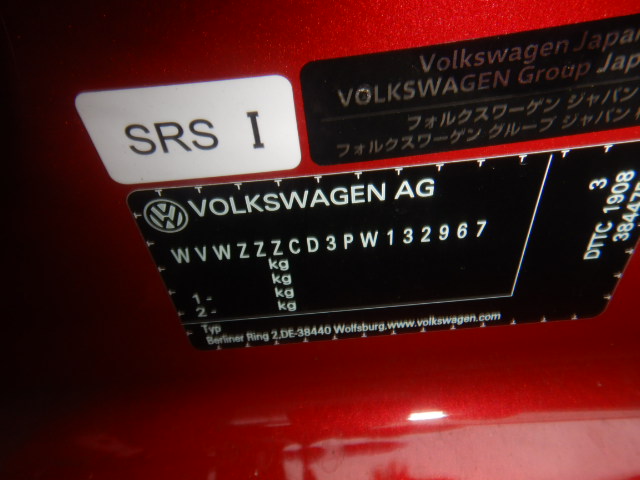 Volkswagen Japan
VOLKSWAGEN Group Jap
フォルクスワーゲン ジャパン
フォルクスワーゲン グループ ジャパン
SRS I
VOLKSWAGEN AG
WVWZZZCD3PW132967
kg
kg
1 - kg
2 - kg
Typ
Berliner Ring 2,DE-38440 Wolfsburg.www.volkswagen.com
3
DTTC 1908